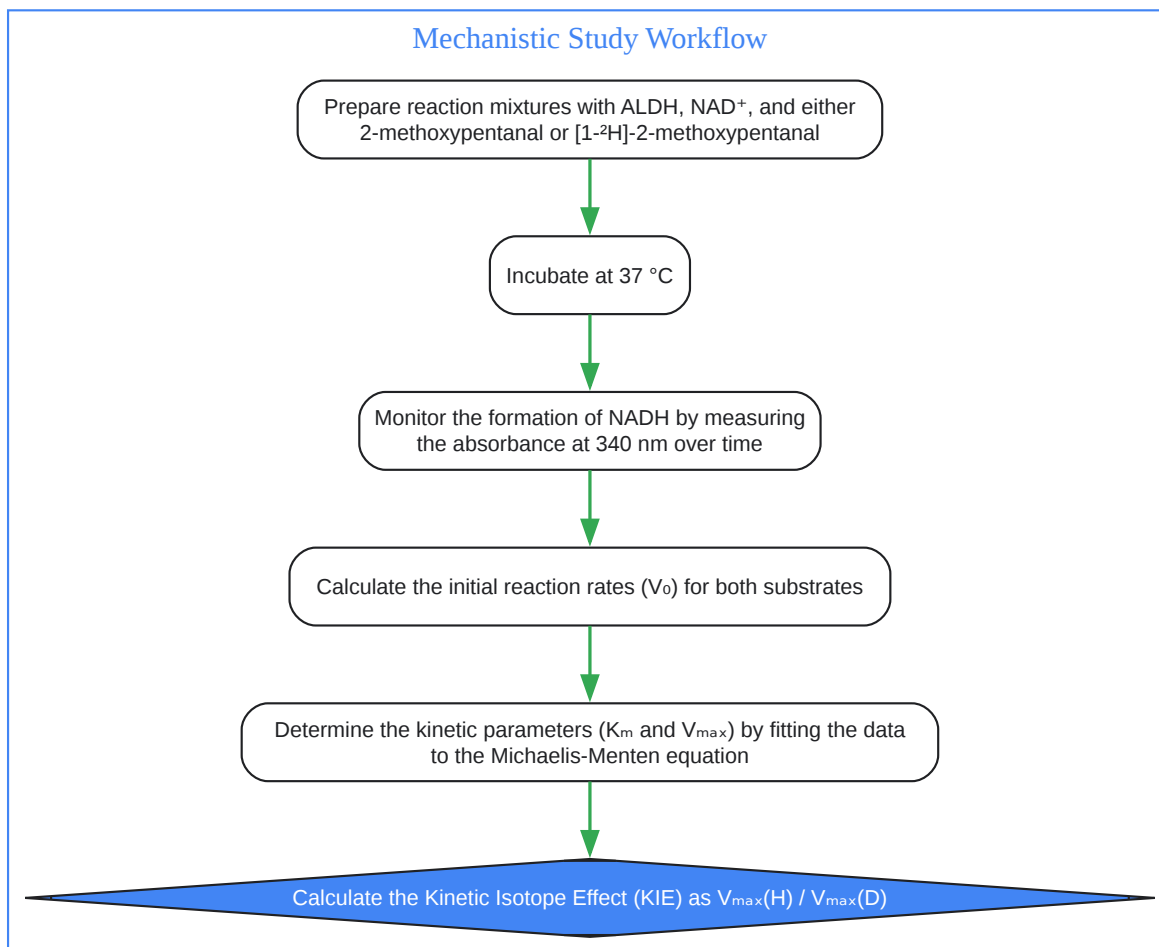 Mechanistic Study Workflow
Prepare reaction mixtures with ALDH, NAD⁺, and either
2-methoxypentanal or [1-²H]-2-methoxypentanal
Incubate at 37 °C
Monitor the formation of NADH by measuring
the absorbance at 340 nm over time
Calculate the initial reaction rates (V₀) for both substrates
Determine the kinetic parameters (Kₘ and Vₘₐₓ) by fitting the data
to the Michaelis-Menten equation
Calculate the Kinetic Isotope Effect (KIE) as Vₘₐₓ(H) / Vₘₐₓ(D)